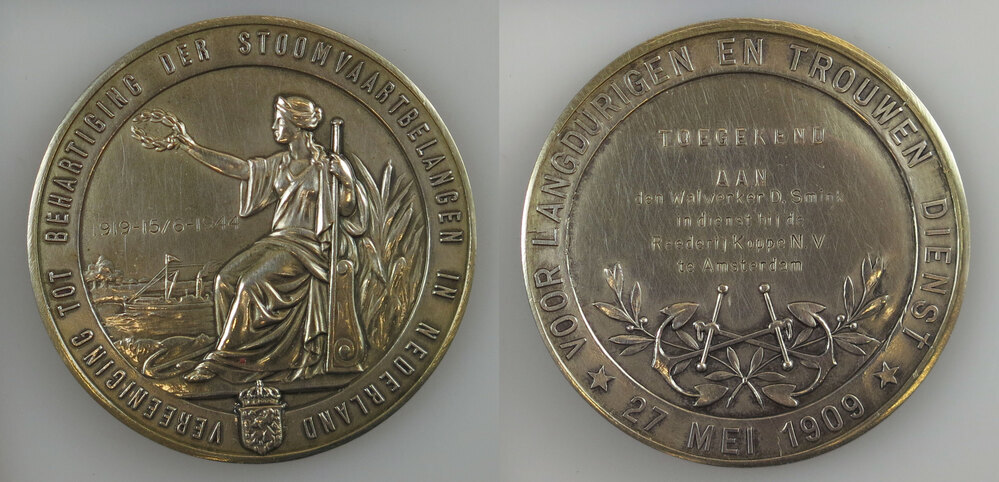 VEREENIGING TOT BEHARTIGING DER STOOMVAARTBELANGEN IN NEDERLAND
1919-15/6-1944
VOOR LANGDURIGEN EN TROUWEN DIENST
TOEGEKEND
AAN
den Walwerker D. Smink
in dienst bij de
Reederij Koppe N.V.
te Amsterdam
27 MEI 1909